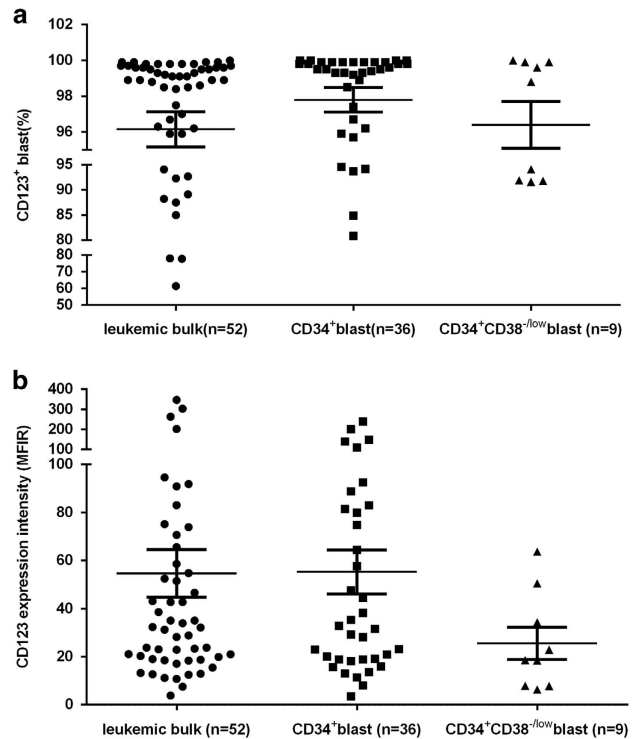 a
CD123⁺ blast(%)
100
98
96
95
90
85
80
80
70
60
50
leukemic bulk(n=52)
CD34⁺blast(n=36)
CD34⁺CD38⁻/ˡᵒʷblast (n=9)
b
CD123 expression intensity (MFIR)
400
300
200
100
100
80
60
40
20
0
leukemic bulk (n=52)
CD34⁺blast (n=36)
CD34⁺CD38⁻/ˡᵒʷblast (n=9)